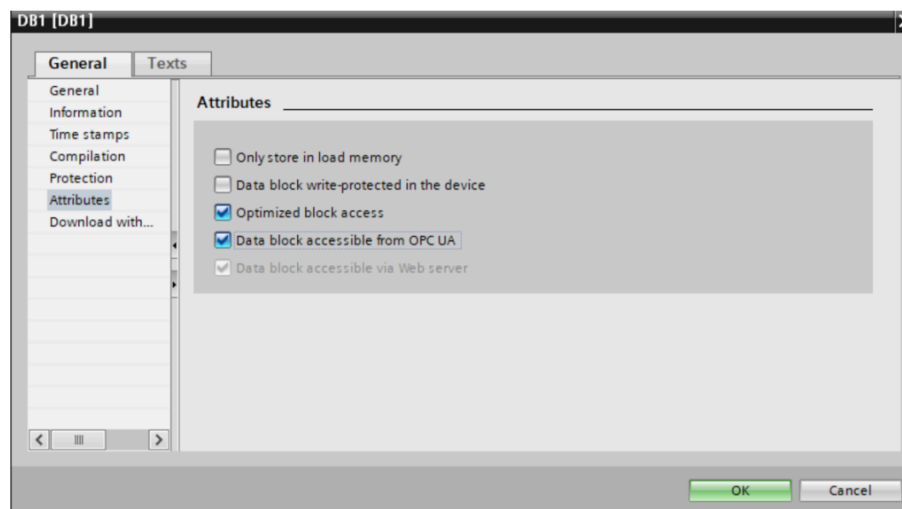 DB1 [DB1]
General
Texts
General
Information
Time stamps
Compilation
Protection
Attributes
Download with...
Attributes
Only store in load memory
Data block write-protected in the device
Optimized block access
Data block accessible from OPC UA
Data block accessible via Web server
OK
Cancel